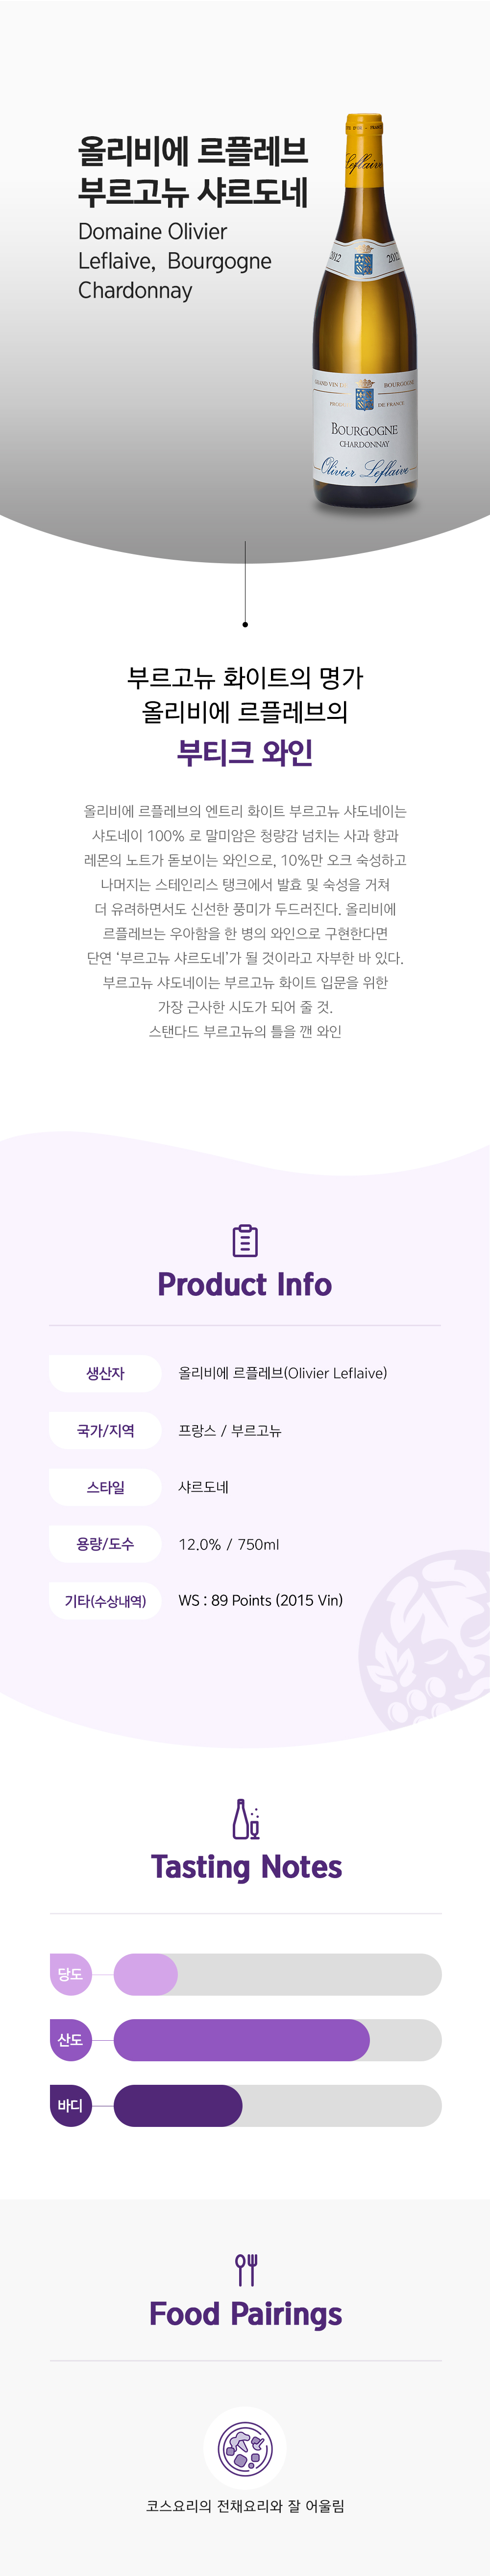 올리비에 르플레브
부르고뉴 샤르도네
Domaine Olivier
Leflaive, Bourgogne
Chardonnay
Leflaive
2012
2012
GRAND VIN DE
BOURGOGNE
DE FRANCE
BOURGOGNE
CHARDONNAY
Olivier Leflaive
부르고뉴 화이트의 명가
올리비에 르플레브의
부티크 와인
올리비에 르플레브의 엔트리 화이트 부르고뉴 샤도네이는
샤도네이 100% 로 말미암은 청량감 넘치는 사과 향과
레몬의 노트가 돋보이는 와인으로, 10%만 오크 숙성하고
나머지는 스테인리스 탱크에서 발효 및 숙성을 거쳐
더 유려하면서도 신선한 풍미가 두드러진다. 올리비에
르플레브는 우아함을 한 병의 와인으로 구현한다면
단연 ‘부르고뉴 샤르도네’가 될 것이라고 자부한 바 있다.
부르고뉴 샤도네이는 부르고뉴 화이트 입문을 위한
가장 근사한 시도가 되어 줄 것.
스탠다드 부르고뉴의 틀을 깬 와인
Product Info
생산자 올리비에 르플레브(Olivier Leflaive)
국가/지역 프랑스 / 부르고뉴
스타일 샤르도네
용량/도수 12.0% / 750ml
기타(수상내역) WS : 89 Points (2015 Vin)
Tasting Notes
당도
산도
바디
Food Pairings
코스요리의 전채요리와 잘 어울림